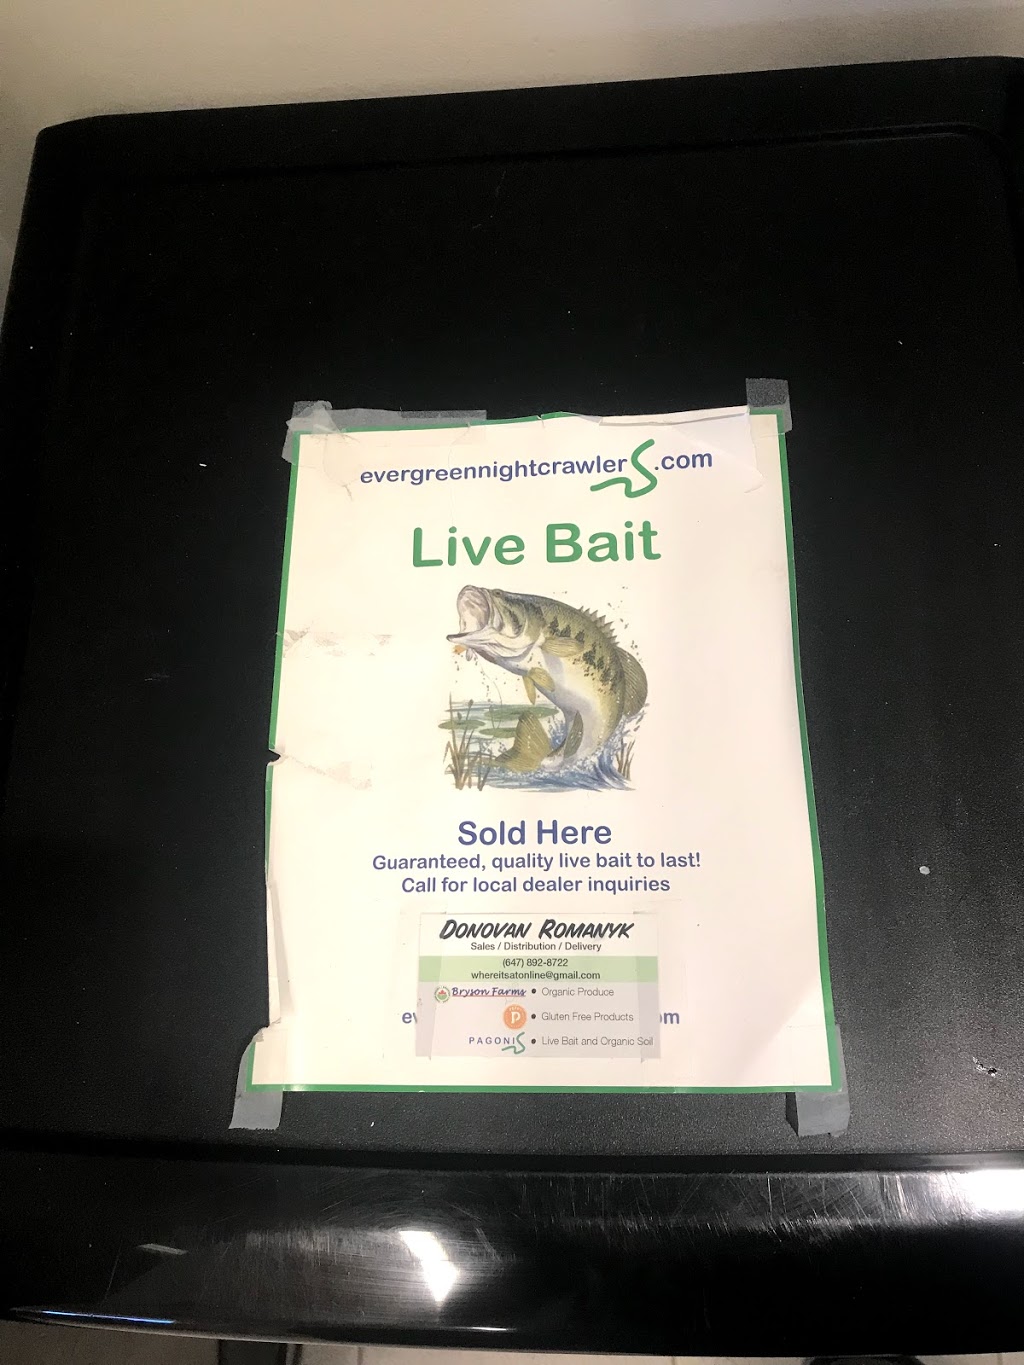 evergreennightcrawlerS.com
Live Bait
Sold Here
Guaranteed, quality live bait to last!
Call for local dealer inquiries
DONOVAN ROMANYK
Sales / Distribution / Delivery
(647) 892-8722
whereitsatonline@gmail.com
Bryson Farms • Organic Produce
P • Gluten Free Products
PAGONIS • Live Bait and Organic Soil